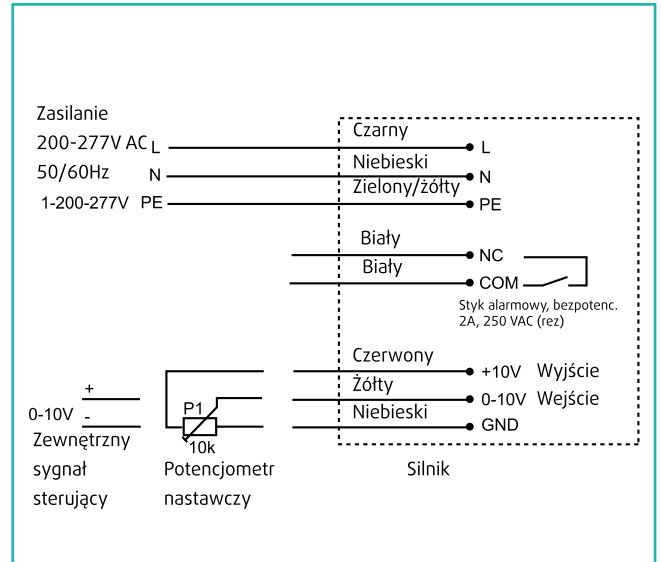 Zasilanie
200-277V AC L Czarny L
50/60Hz N Niebieski N
1-200-277V PE Zielony/żółty PE
Biały NC
Biały COM
Styk alarmowy, bezpotenc.
2A, 250 VAC (rez)
Czerwony +10V Wyjście
+ Żółty 0-10V Wejście
0-10V - P1 Niebieski GND
10k
Zewnętrzny
sygnał
sterujący
Potencjometr
nastawczy
Silnik